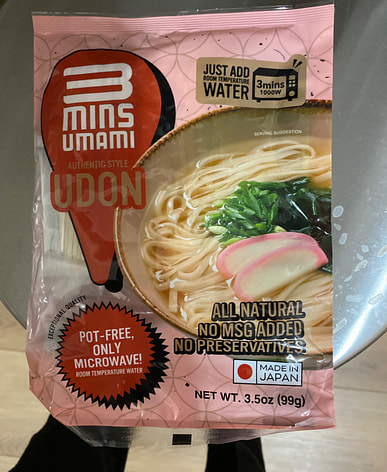 3
MINS
UMAMI
AUTHENTIC STYLE
UDON
JUST ADD
ROOM TEMPERATURE
WATER
3mins
1000W
SERVING SUGGESTION
EXCEPTIONAL QUALITY
POT-FREE,
ONLY
MICROWAVE!
ROOM TEMPERATURE WATER
ALL NATURAL
NO MSG ADDED
NO PRESERVATIVES
MADE IN
JAPAN
NET WT. 3.5oz (99g)